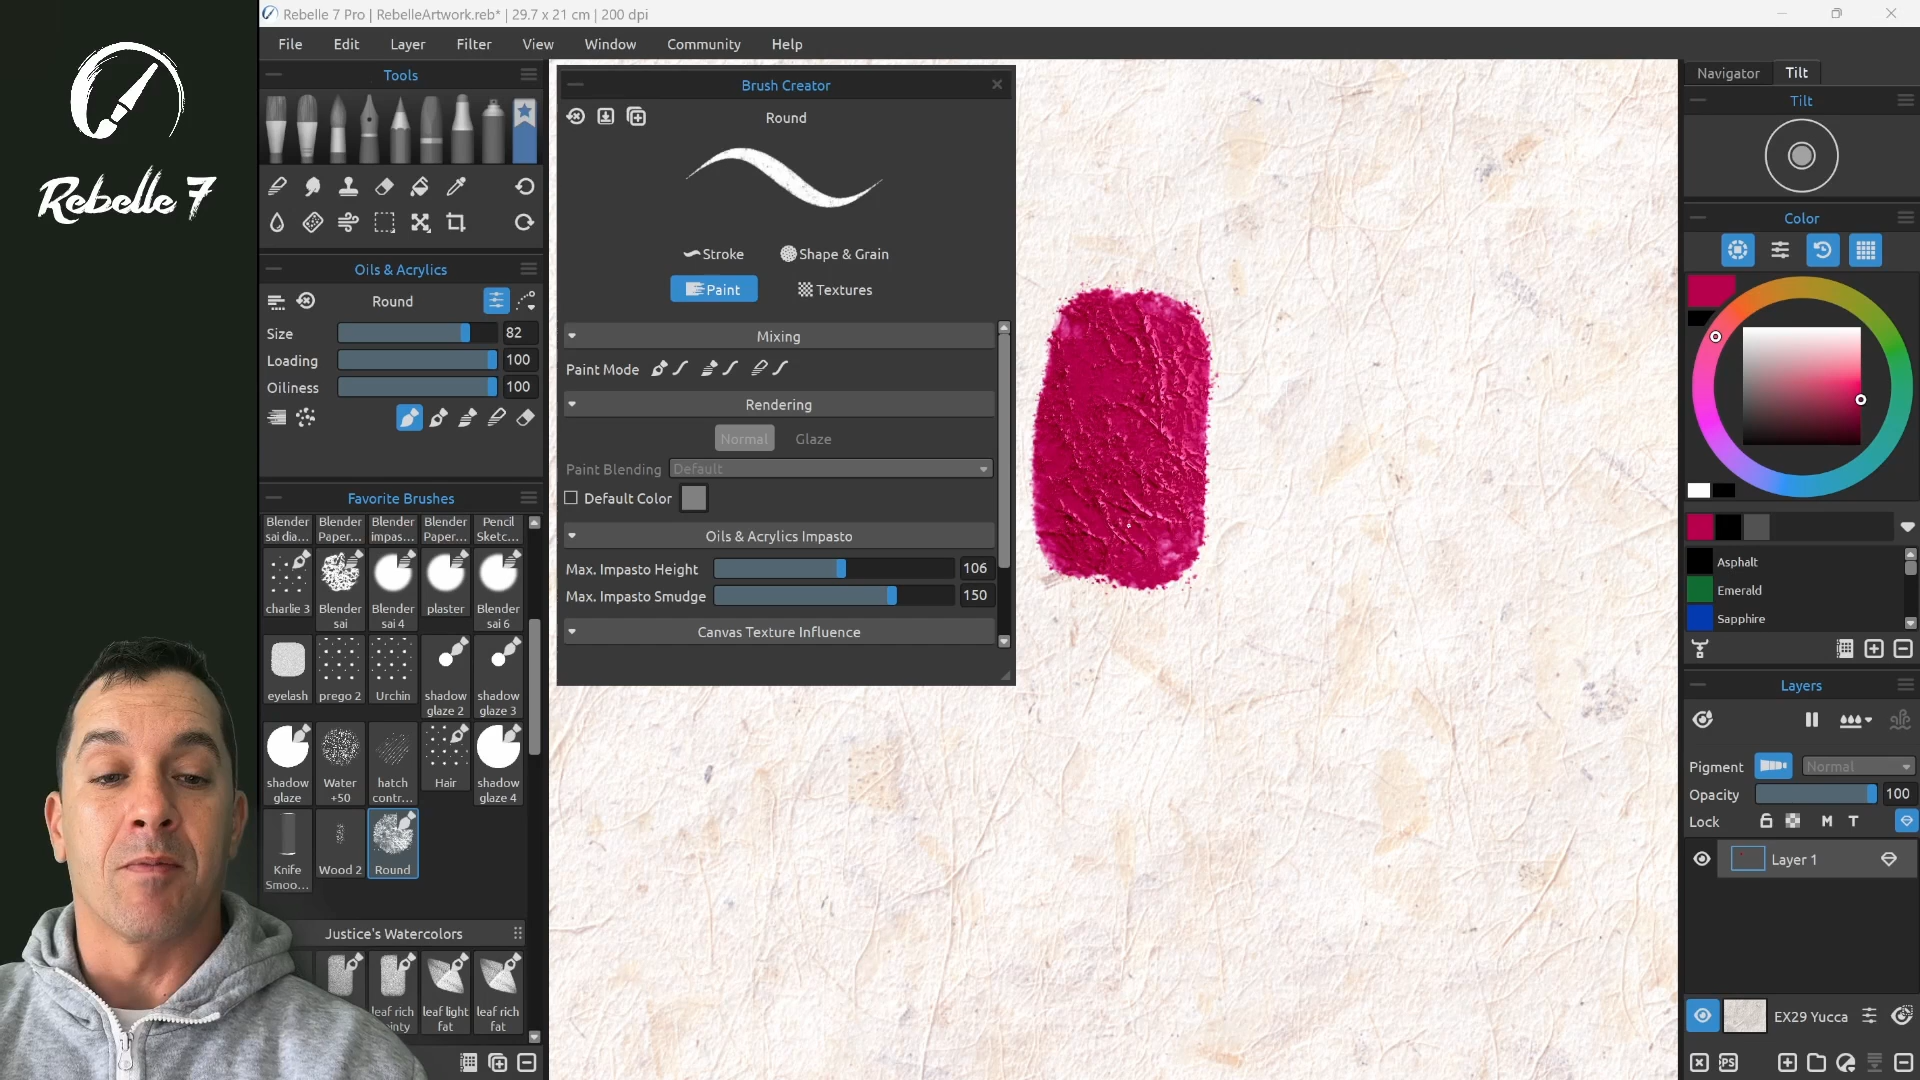 Rebelle 7 Pro | RebelleArtwork.reb* | 29.7 x 21 cm | 200 dpi
File Edit Layer Filter View Window Community Help
Rebelle 7
Tools
Oils & Acrylics
Round
Size 82
Loading 100
Oiliness 100
Favorite Brushes
Blender Blender Blender Blender Pencil
sai dia... Paper... impas... Paper... Sketc...
charlie 3 Blender Blender plaster Blender
sai sai 4 sai 6
eyelash prego 2 Urchin shadow shadow
glaze 2 glaze 3
shadow Water hatch Hair shadow
glaze +50 contr... glaze 4
Knife Wood 2 Round
Smoo...
Justice's Watercolors
leaf rich leaf light leaf rich
fat fat
Brush Creator
Round
Stroke Shape & Grain
Paint Textures
Mixing
Paint Mode
Rendering
Normal Glaze
Paint Blending Default
Default Color
Oils & Acrylics Impasto
Max. Impasto Height 106
Max. Impasto Smudge 150
Canvas Texture Influence
Navigator Tilt
Tilt
Color
Asphalt
Emerald
Sapphire
Layers
Pigment Normal
Opacity 100
Lock M T
Layer 1
EX29 Yucca
PS